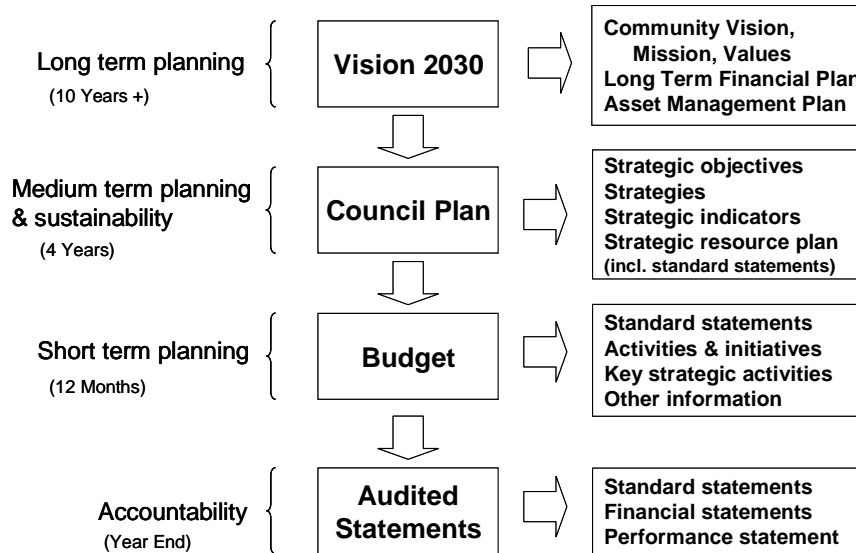 Long term planning
(10 Years +)
Vision 2030
Community Vision,
Mission, Values
Long Term Financial Plan
Asset Management Plan
Medium term planning
& sustainability
(4 Years)
Council Plan
Strategic objectives
Strategies
Strategic indicators
Strategic resource plan
(incl. standard statements)
Short term planning
(12 Months)
Budget
Standard statements
Activities & initiatives
Key strategic activities
Other information
Accountability
(Year End)
Audited
Statements
Standard statements
Financial statements
Performance statement